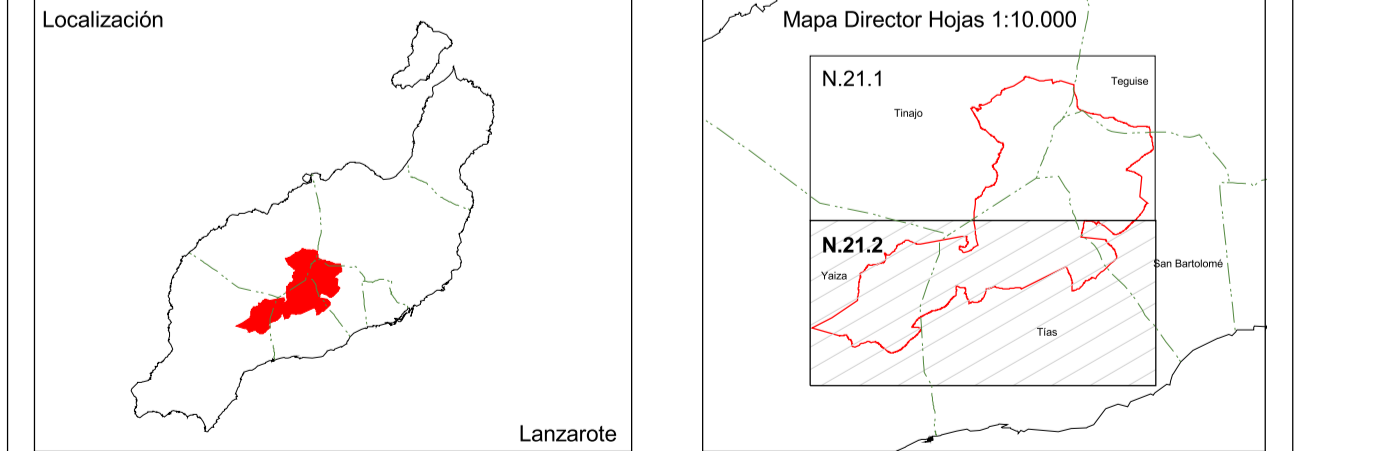 Localización
Lanzarote
Mapa Director Hojas 1:10.000
N.21.1
Teguise
Tinajo
N.21.2
Yaiza
San Bartolomé
Tías